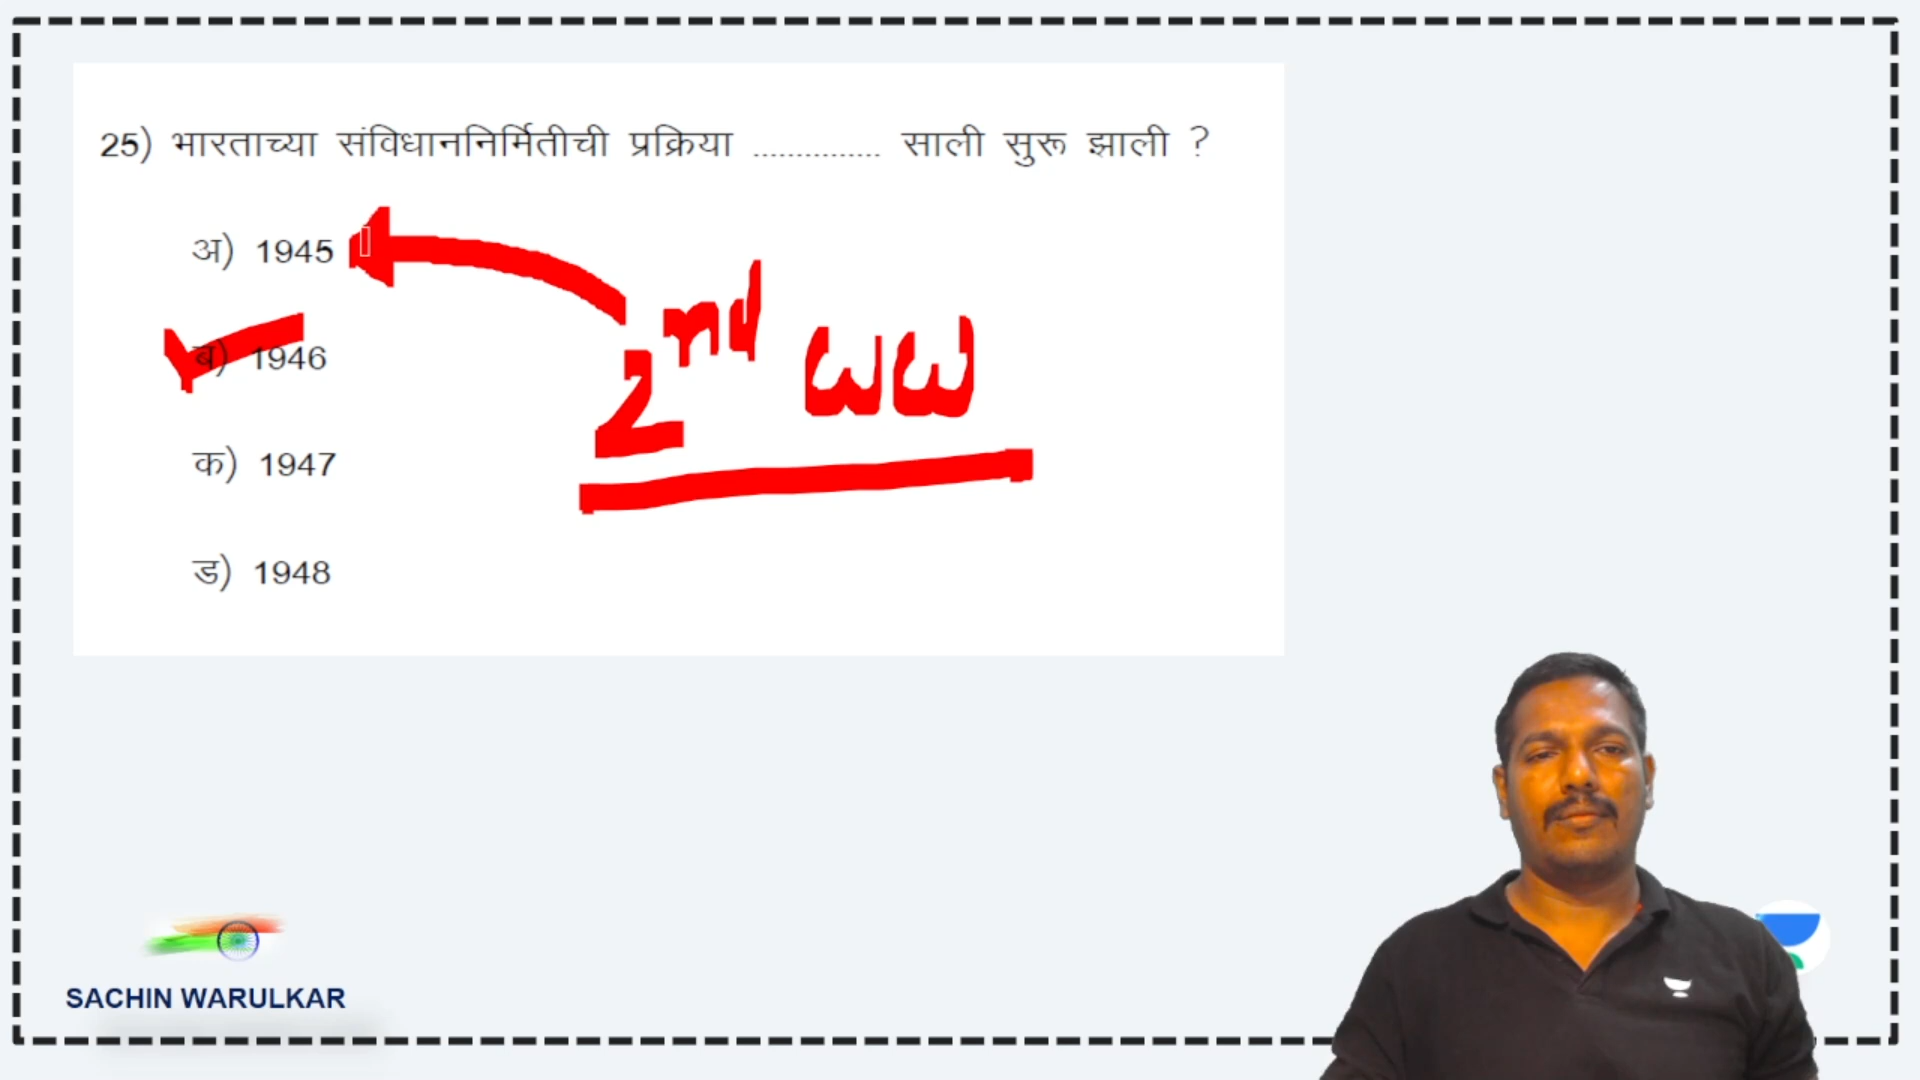 25) भारताच्या संविधाननिर्मितीची प्रक्रिया ............... साली सुरू झाली ?
अ) 1945
ब) 1946
2nd WW
क) 1947
ड) 1948
SACHIN WARULKAR